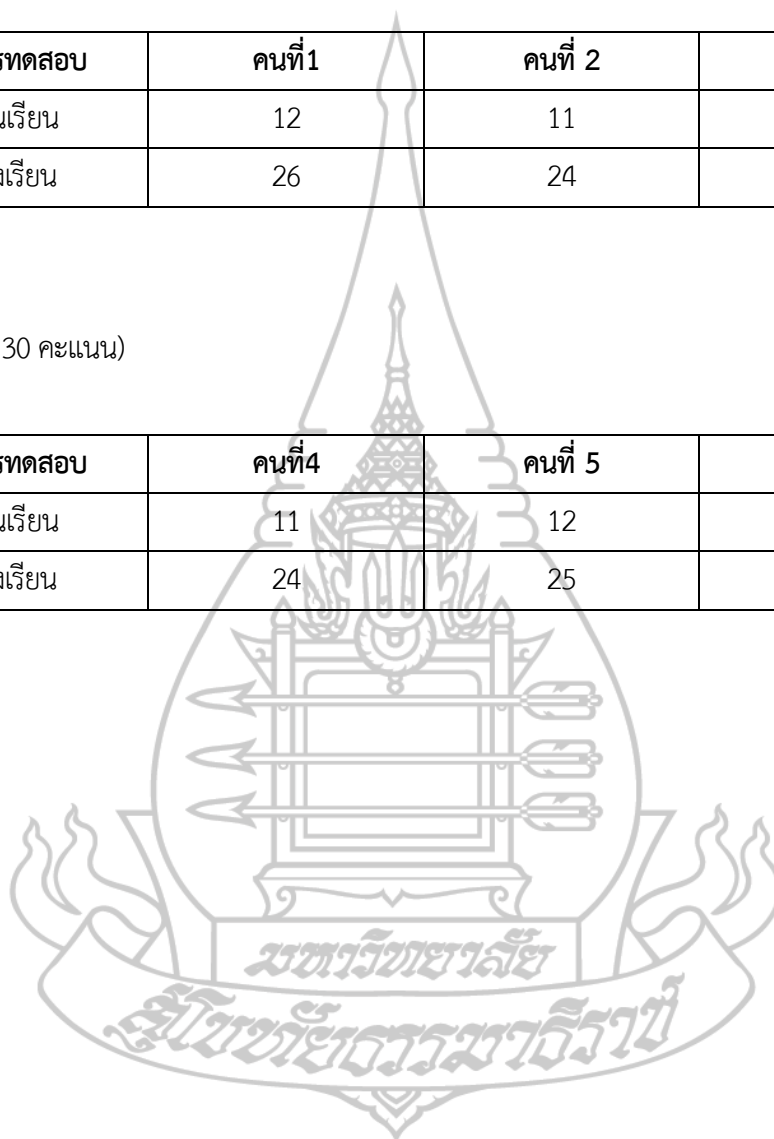 รทดสอบ คนที่1 คนที่ 2
นเรียน 12 11
งเรียน 26 24
30 คะแนน)
รทดสอบ คนที่4 คนที่ 5
นเรียน 11 12
งเรียน 24 25
มหาวิทยาลัย
สุโขทัยธรรมาธิราช